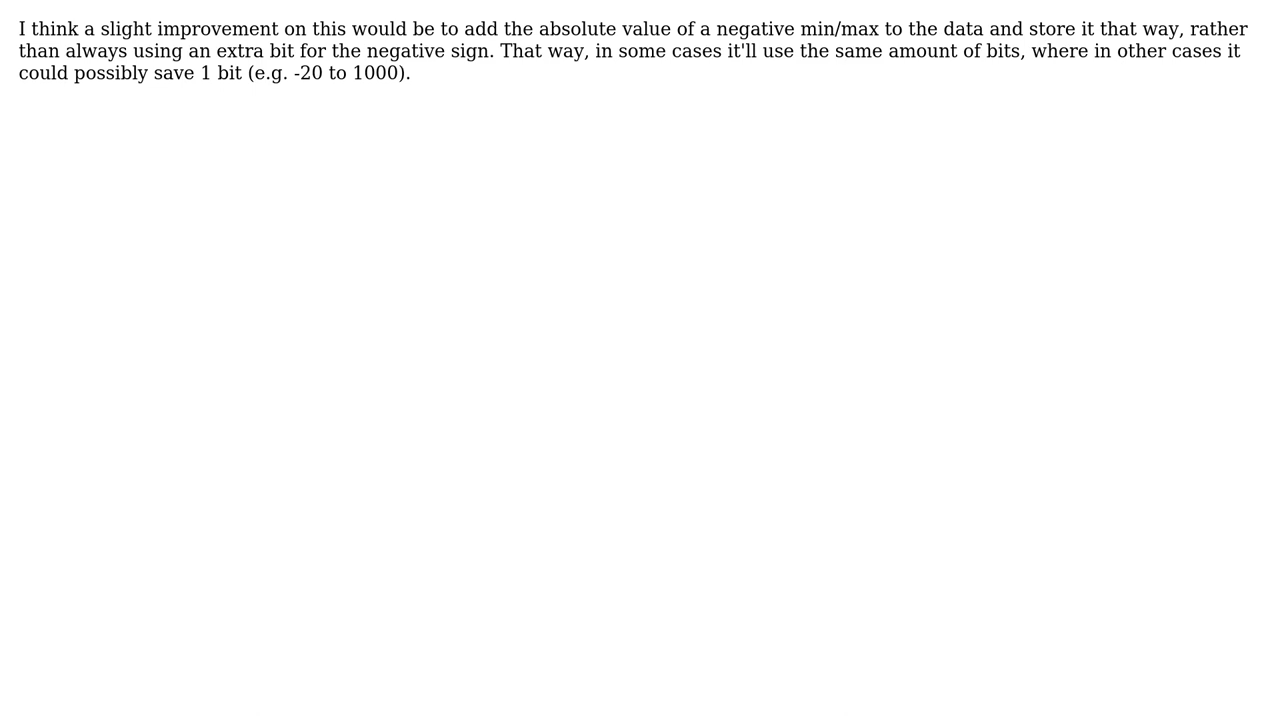 I think a slight improvement on this would be to add the absolute value of a negative min/max to the data and store it that way, rather
than always using an extra bit for the negative sign. That way, in some cases it'll use the same amount of bits, where in other cases it
could possibly save 1 bit (e.g. -20 to 1000).